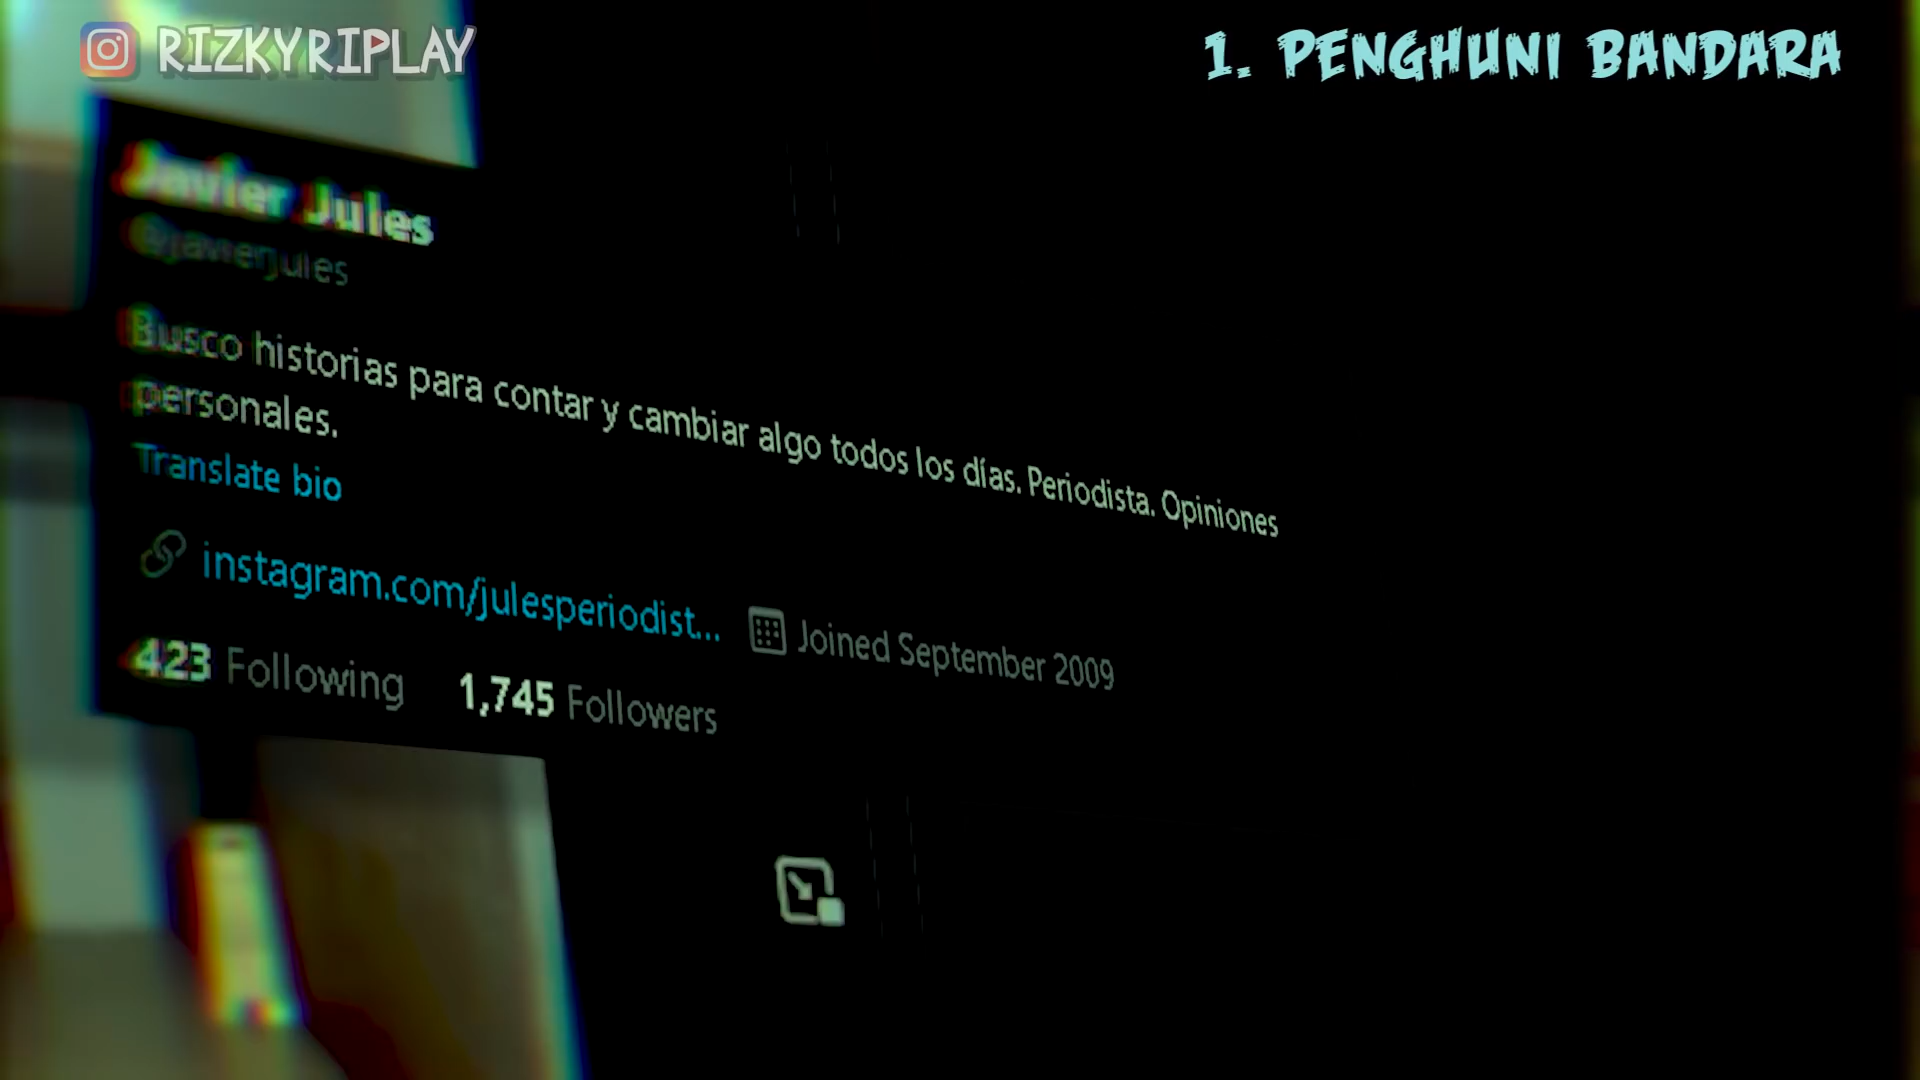 RIZKYRIPLAY
1. PENGHUNI BANDARA
Javier Jules
@javierjules
Busco historias para contar y cambiar algo todos los días. Periodista. Opiniones
personales.
Translate bio
instagram.com/julesperiodist...
Joined September 2009
423 Following 1,745 Followers